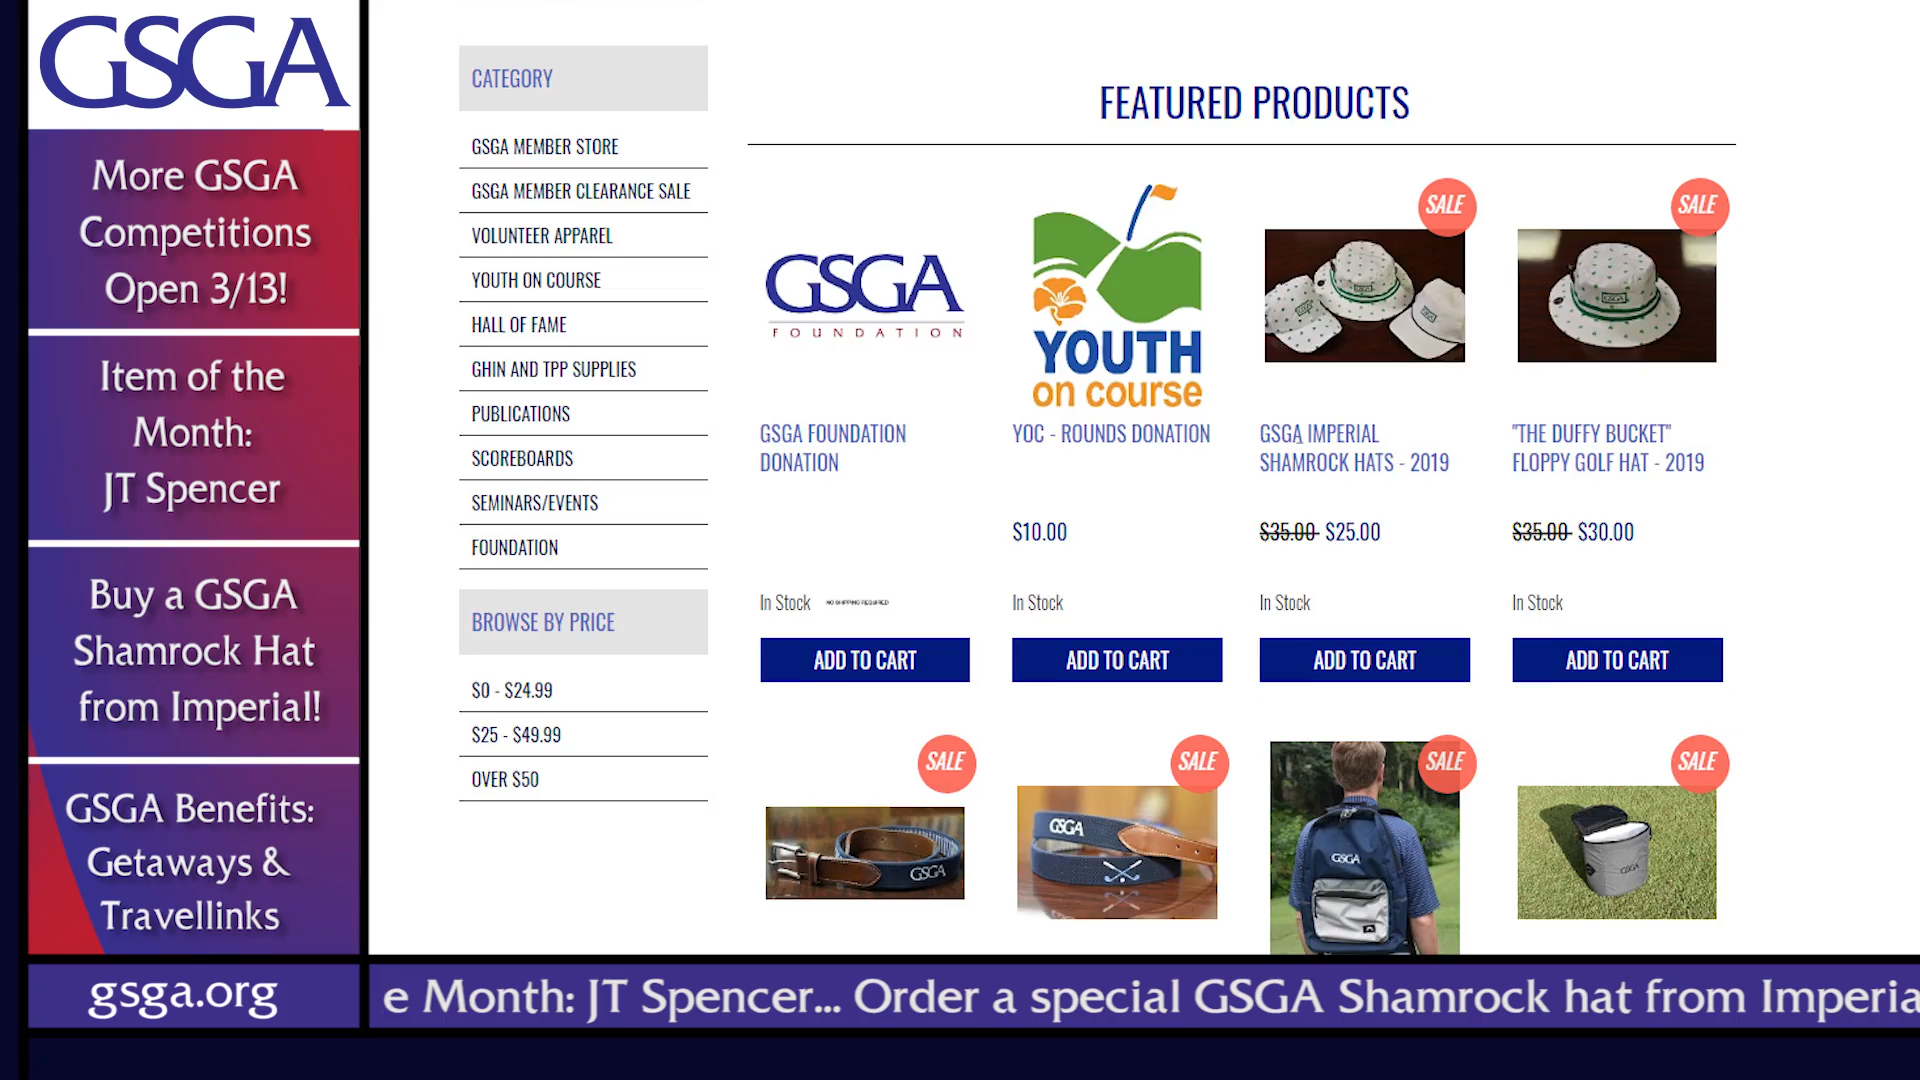 GSGA
More GSGA
Competitions
Open 3/13!
Item of the
Month:
JT Spencer
Buy a GSGA
Shamrock Hat
from Imperial!
GSGA Benefits:
Getaways &
Travellinks
gsga.org
CATEGORY
GSGA MEMBER STORE
GSGA MEMBER CLEARANCE SALE
VOLUNTEER APPAREL
YOUTH ON COURSE
HALL OF FAME
GHIN AND TPP SUPPLIES
PUBLICATIONS
SCOREBOARDS
SEMINARS/EVENTS
FOUNDATION
BROWSE BY PRICE
$0 - $24.99
$25 - $49.99
OVER $50
FEATURED PRODUCTS
GSGA
FOUNDATION
GSGA FOUNDATION
DONATION
In Stock NO SHIPPING REQUIRED
ADD TO CART
YOUTH
on course
YOC - ROUNDS DONATION
$10.00
In Stock
ADD TO CART
SALE
GSGA
GSGA IMPERIAL
SHAMROCK HATS - 2019
$35.00 $25.00
In Stock
ADD TO CART
SALE
GSGA
"THE DUFFY BUCKET"
FLOPPY GOLF HAT - 2019
$35.00 $30.00
In Stock
ADD TO CART
SALE
GSGA
SALE
GSGA
SALE
GSGA
SALE
GSGA
e Month: JT Spencer... Order a special GSGA Shamrock hat from Imperia